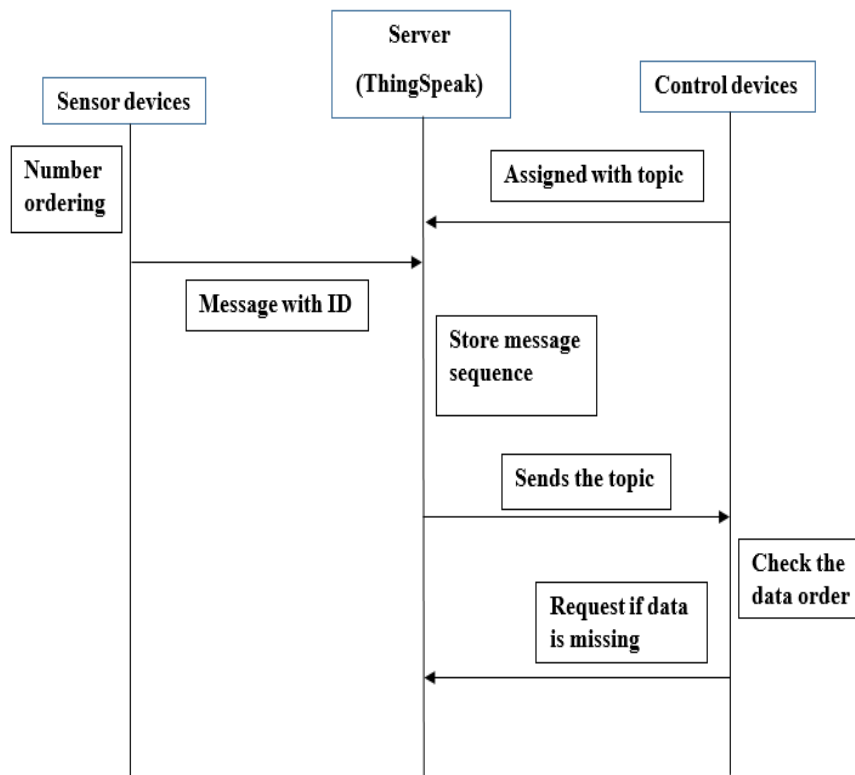 Server
(ThingSpeak)
Sensor devices
Control devices
Number
ordering
Assigned with topic
Message with ID
Store message
sequence
Sends the topic
Check the
data order
Request if data
is missing